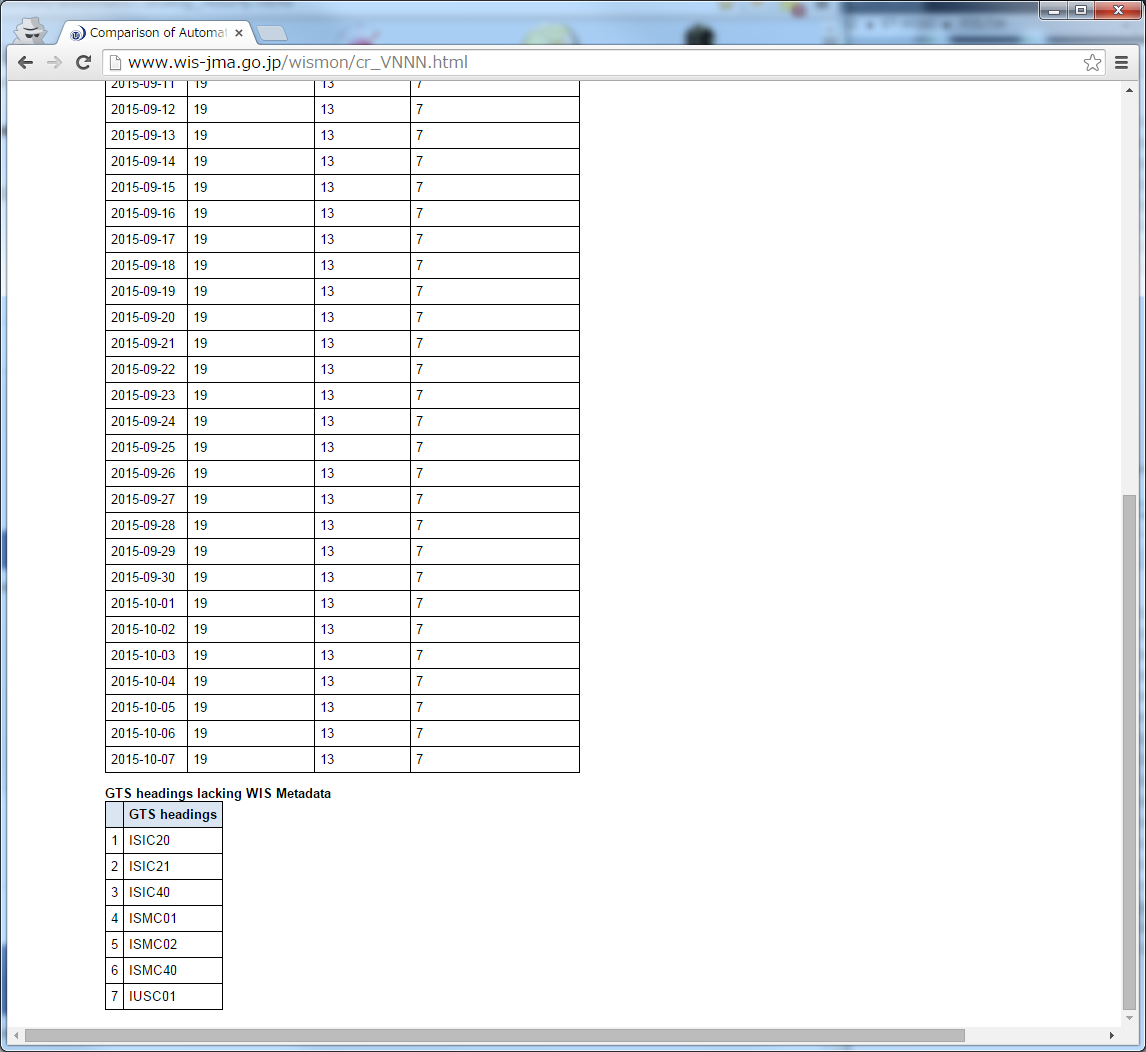 Comparison of Automat
www.wis-jma.go.jp/wismon/cr_VNNN.html
2015-09-11 19 13 7
2015-09-12 19 13 7
2015-09-13 19 13 7
2015-09-14 19 13 7
2015-09-15 19 13 7
2015-09-16 19 13 7
2015-09-17 19 13 7
2015-09-18 19 13 7
2015-09-19 19 13 7
2015-09-20 19 13 7
2015-09-21 19 13 7
2015-09-22 19 13 7
2015-09-23 19 13 7
2015-09-24 19 13 7
2015-09-25 19 13 7
2015-09-26 19 13 7
2015-09-27 19 13 7
2015-09-28 19 13 7
2015-09-29 19 13 7
2015-09-30 19 13 7
2015-10-01 19 13 7
2015-10-02 19 13 7
2015-10-03 19 13 7
2015-10-04 19 13 7
2015-10-05 19 13 7
2015-10-06 19 13 7
2015-10-07 19 13 7
GTS headings lacking WIS Metadata
GTS headings
1 ISIC20
2 ISIC21
3 ISIC40
4 ISMC01
5 ISMC02
6 ISMC40
7 IUSC01